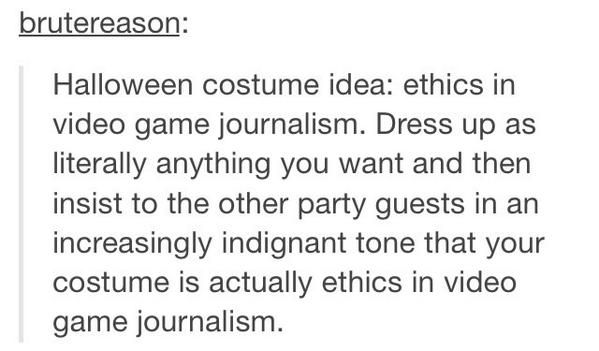 brutereason:
Halloween costume idea: ethics in
video game journalism. Dress up as
literally anything you want and then
insist to the other party guests in an
increasingly indignant tone that your
costume is actually ethics in video
game journalism.